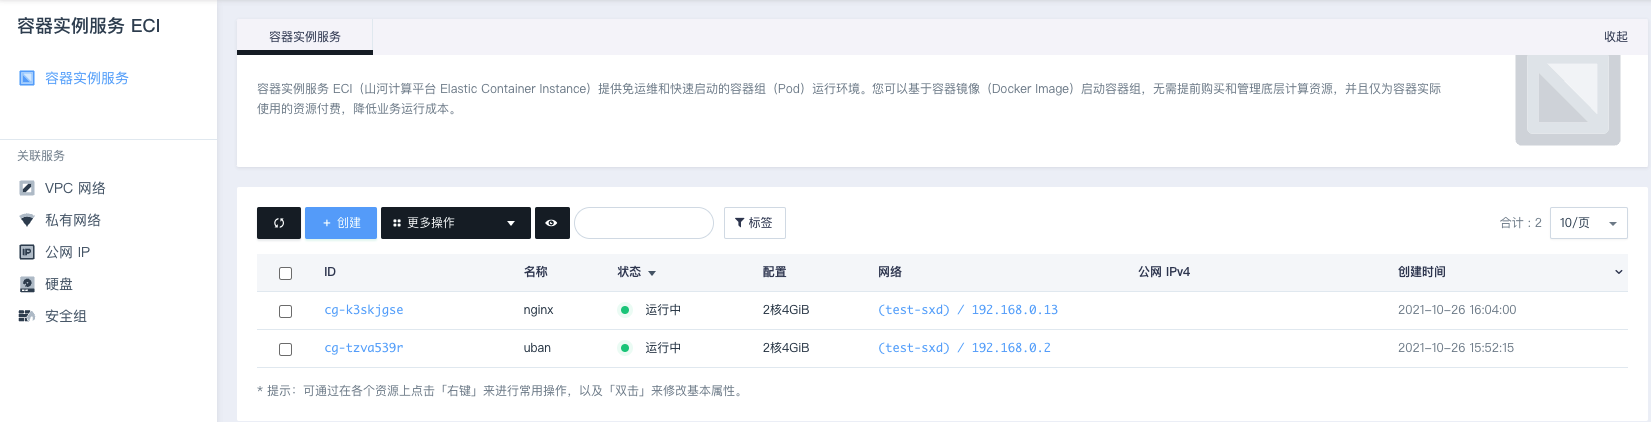 容器实例服务 ECI
容器实例服务
关联服务
VPC 网络
私有网络
公网 IP
硬盘
安全组
容器实例服务
收起
容器实例服务 ECI（山河计算平台 Elastic Container Instance）提供免运维和快速启动的容器组（Pod）运行环境。您可以基于容器镜像（Docker Image）启动容器组，无需提前购买和管理底层计算资源，并且仅为容器实际
使用的资源付费，降低业务运行成本。
+ 创建 更多操作 标签 合计 : 2 10/页
ID 名称 状态 配置 网络 公网 IPv4 创建时间
cg-k3skjgse nginx 运行中 2核4GiB (test-sxd) / 192.168.0.13 2021-10-26 16:04:00
cg-tzva539r uban 运行中 2核4GiB (test-sxd) / 192.168.0.2 2021-10-26 15:52:15
* 提示：可通过在各个资源上点击「右键」来进行常用操作，以及「双击」来修改基本属性。